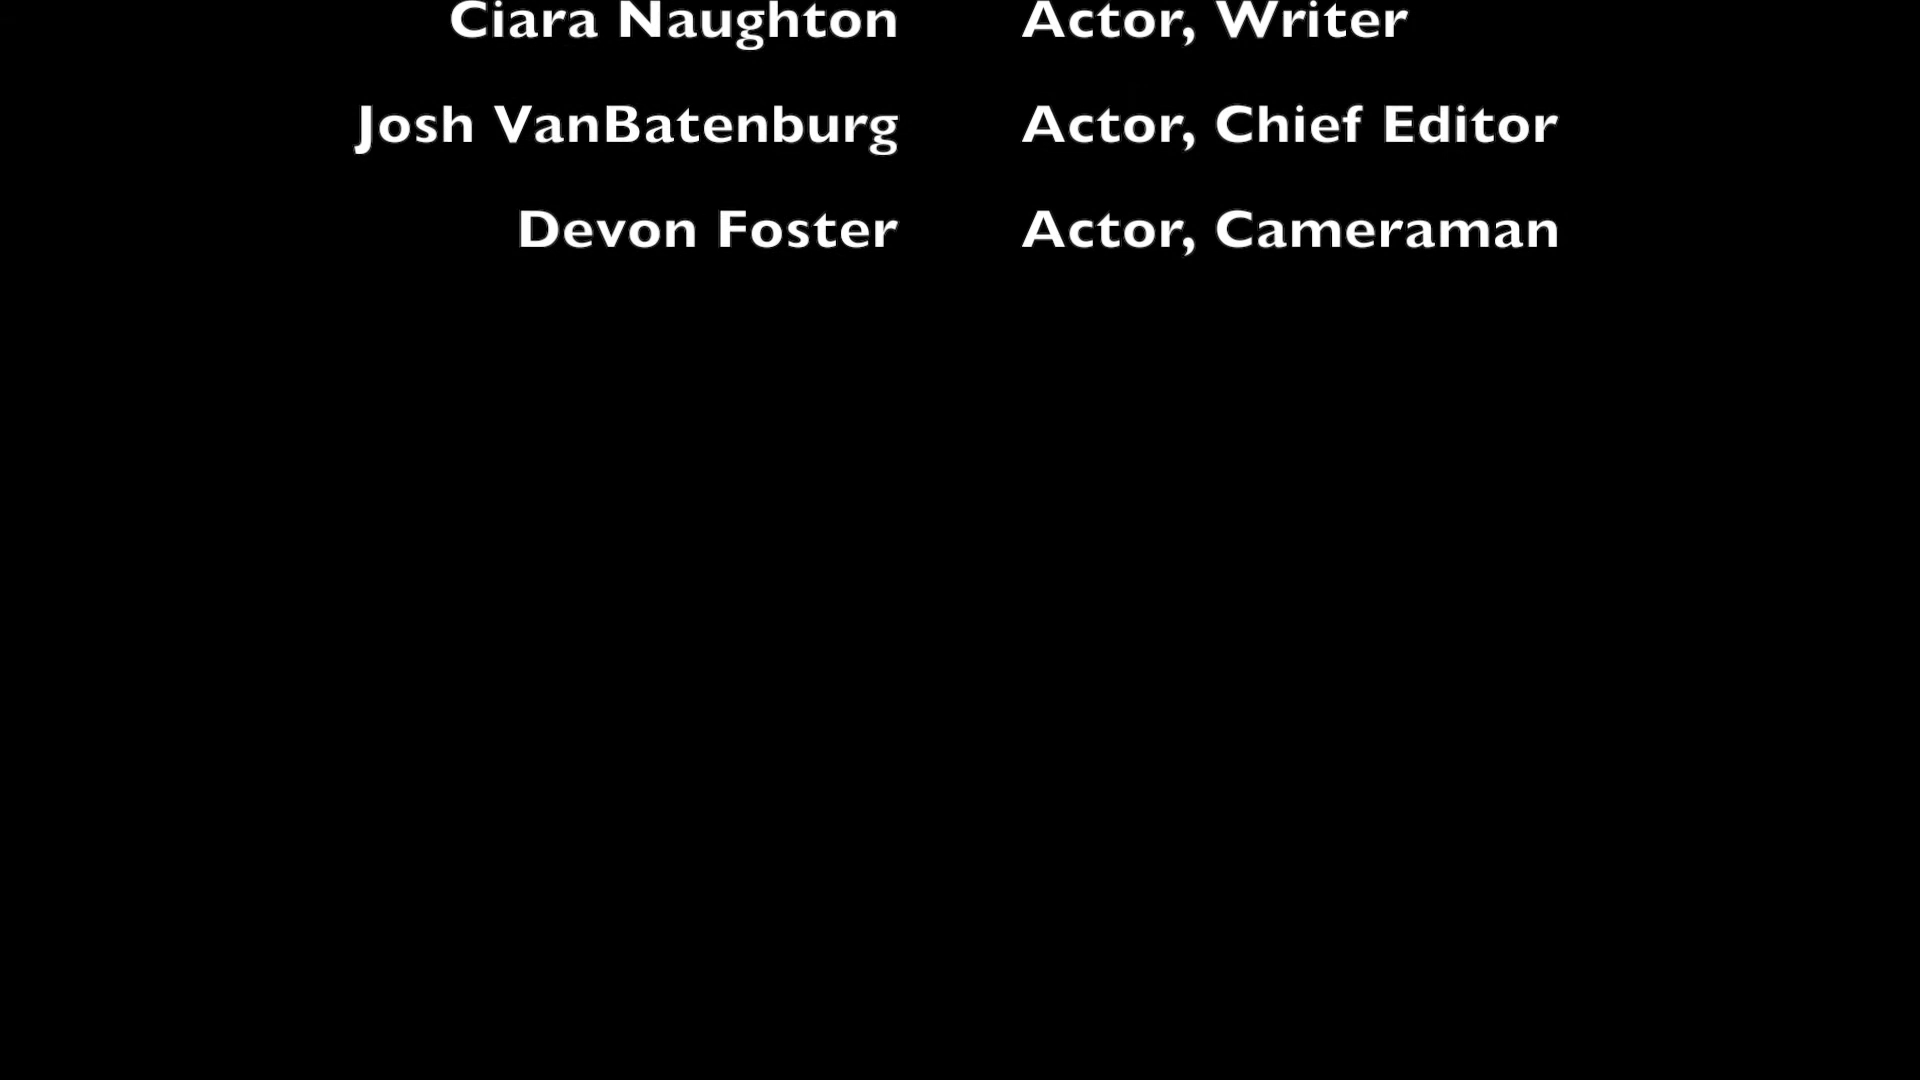 Ciara Naughton Actor, Writer
Josh VanBatenburg Actor, Chief Editor
Devon Foster Actor, Cameraman